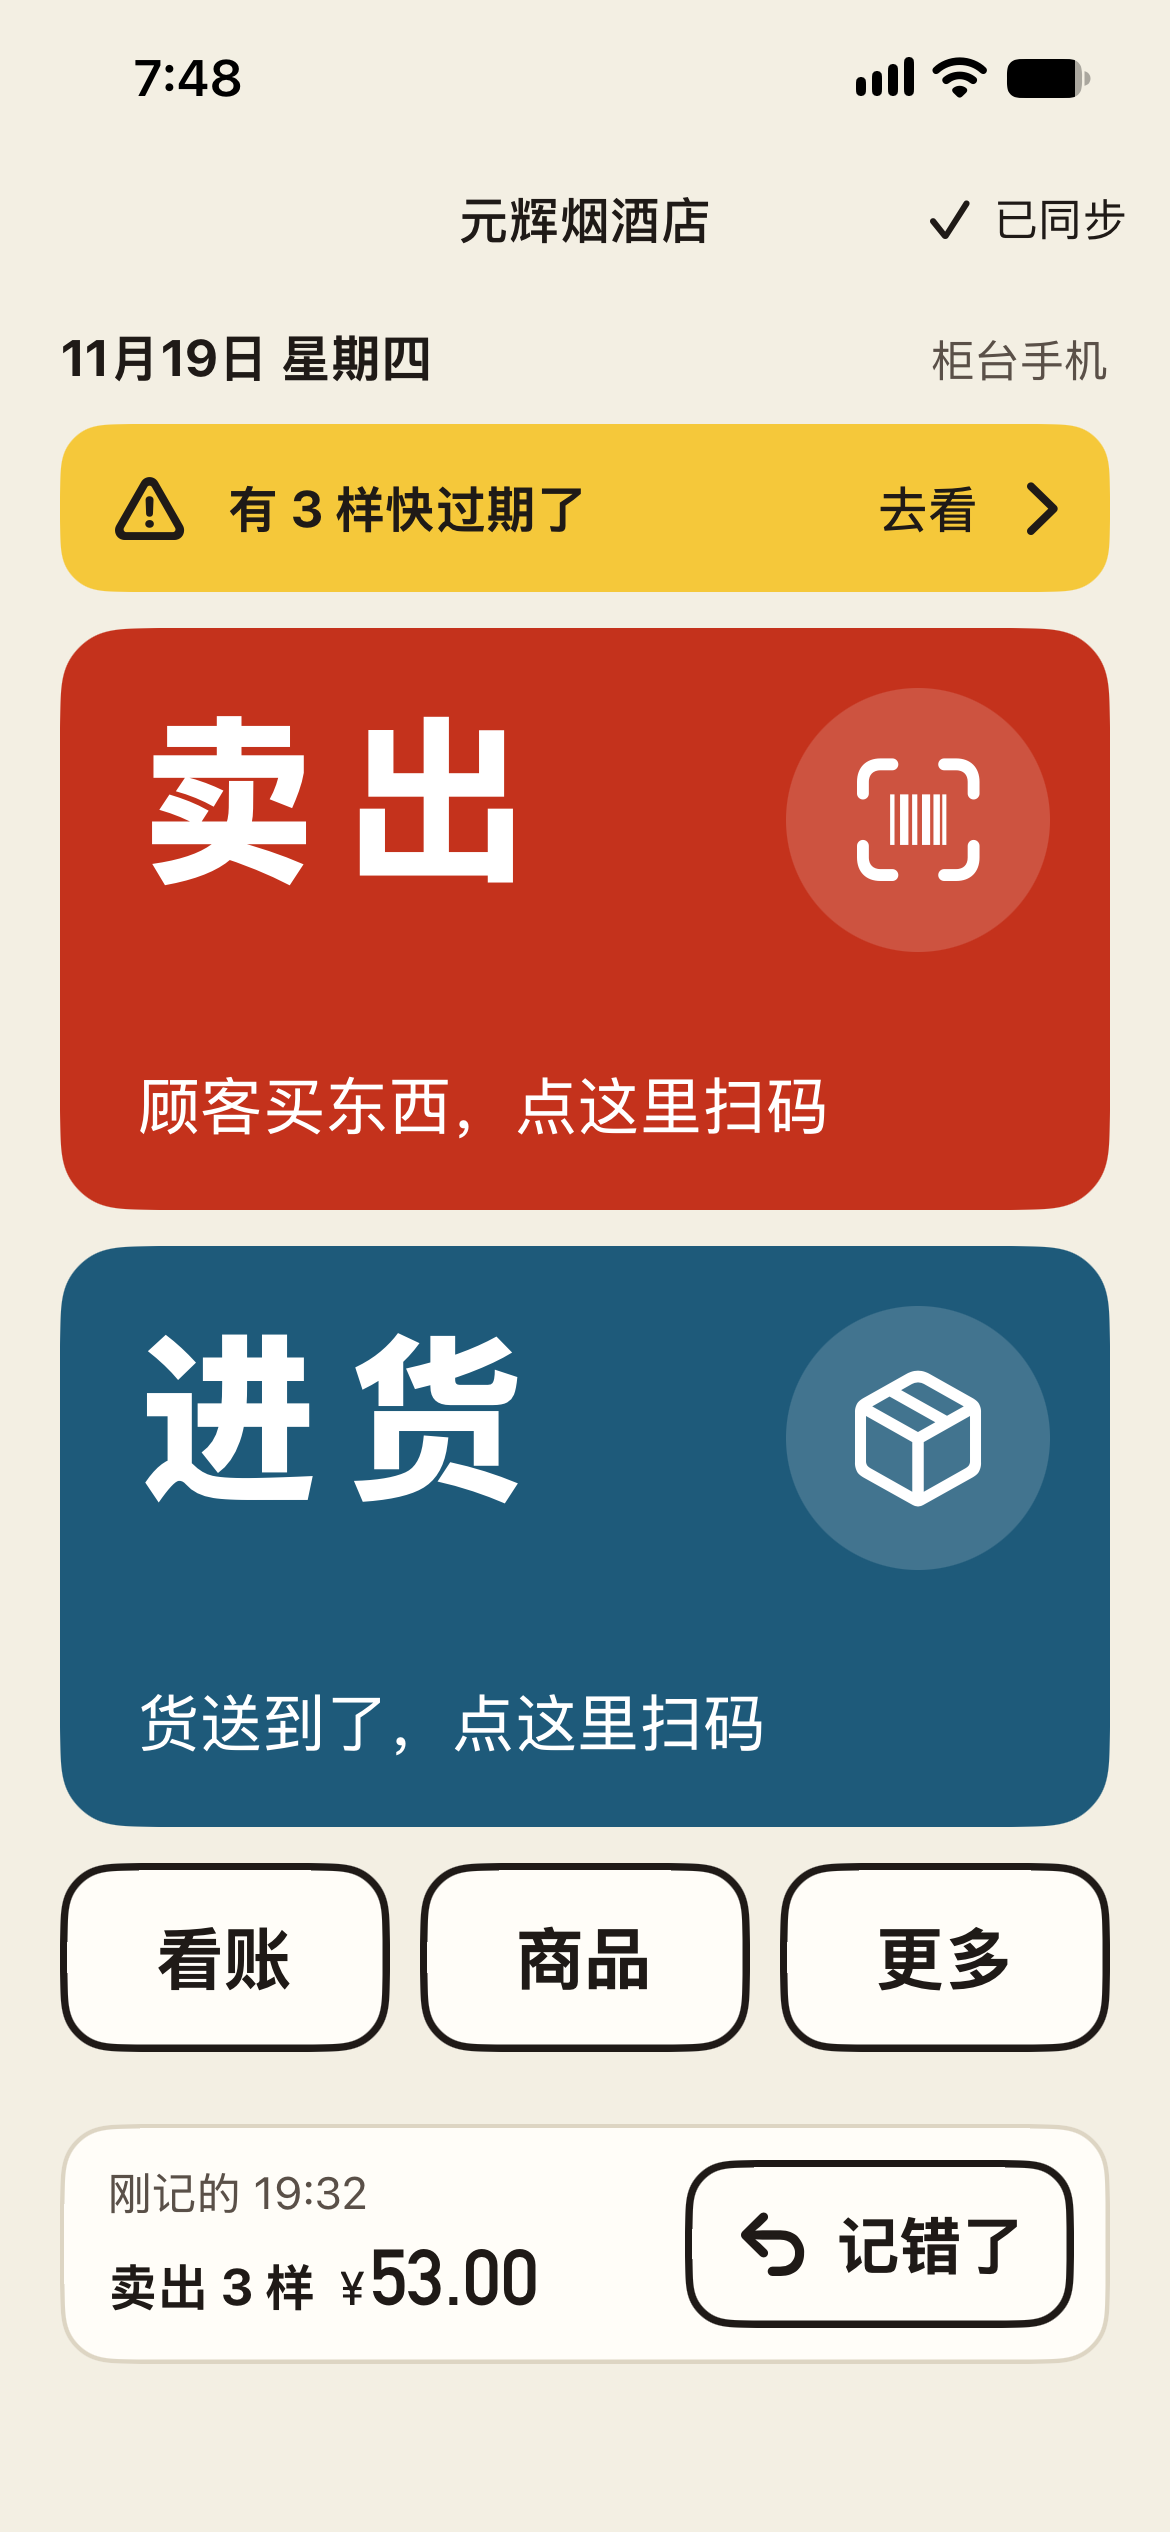 7:48
元辉烟酒店
已同步
11月19日 星期四
柜台手机
有 3 样快过期了
去看
卖出
顾客买东西，点这里扫码
进货
货送到了，点这里扫码
看账
商品
更多
刚记的 19:32
卖出 3 样 ¥53.00
记错了